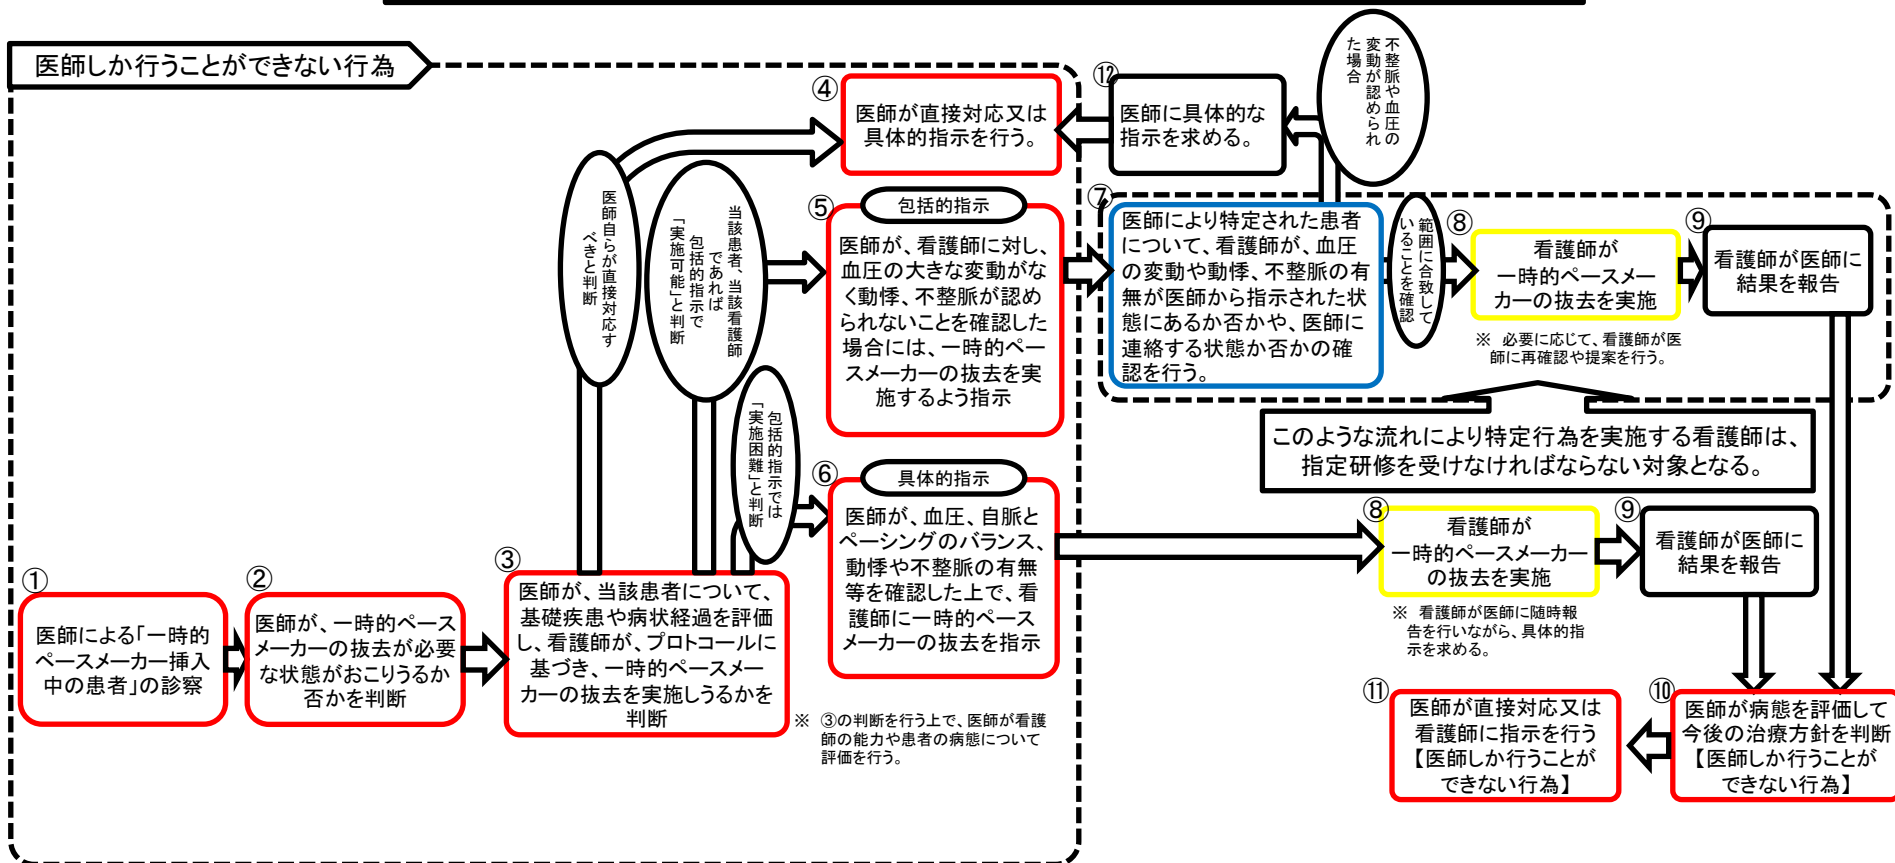 医師しか行うことができない行為
①
医師による「一時的
ペースメーカー挿入
中の患者」の診察
②
医師が、一時的ペース
メーカーの抜去が必要
な状態がおこりうるか
否かを判断
③
医師が、当該患者について、
基礎疾患や病状経過を評価
し、看護師が、プロトコールに
基づき、一時的ペースメー
カーの抜去を実施しうるかを
判断
※ ③の判断を行う上で、医師が看護
師の能力や患者の病態について
評価を行う。
医師自らが直接対応す
べきと判断
当該患者、当該看護師
であれば
包括的指示で
「実施可能」と判断
包括的指示では
「実施困難」と判断
④
医師が直接対応又は
具体的指示を行う。
⑤
包括的指示
医師が、看護師に対し、
血圧の大きな変動がな
く動悸、不整脈が認め
られないことを確認した
場合には、一時的ペー
スメーカーの抜去を実
施するよう指示
⑥
具体的指示
医師が、血圧、自脈と
ペーシングのバランス、
動悸や不整脈の有無
等を確認した上で、看
護師に一時的ペース
メーカーの抜去を指示
⑫
医師に具体的な
指示を求める。
不整脈や血圧の
変動が認められ
た場合
⑦
医師により特定された患者
について、看護師が、血圧
の変動や動悸、不整脈の有
無が医師から指示された状
態にあるか否かや、医師に
連絡する状態か否かの確
認を行う。
範囲に合致して
いることを確認
⑧
看護師が
一時的ペースメー
カーの抜去を実施
※ 必要に応じて、看護師が医
師に再確認や提案を行う。
⑨
看護師が医師に
結果を報告
このような流れにより特定行為を実施する看護師は、
指定研修を受けなければならない対象となる。
⑧
看護師が
一時的ペースメーカー
の抜去を実施
※ 看護師が医師に随時報
告を行いながら、具体的指
示を求める。
⑨
看護師が医師に
結果を報告
⑩
医師が病態を評価して
今後の治療方針を判断
【医師しか行うことが
できない行為】
⑪
医師が直接対応又は
看護師に指示を行う
【医師しか行うことが
できない行為】